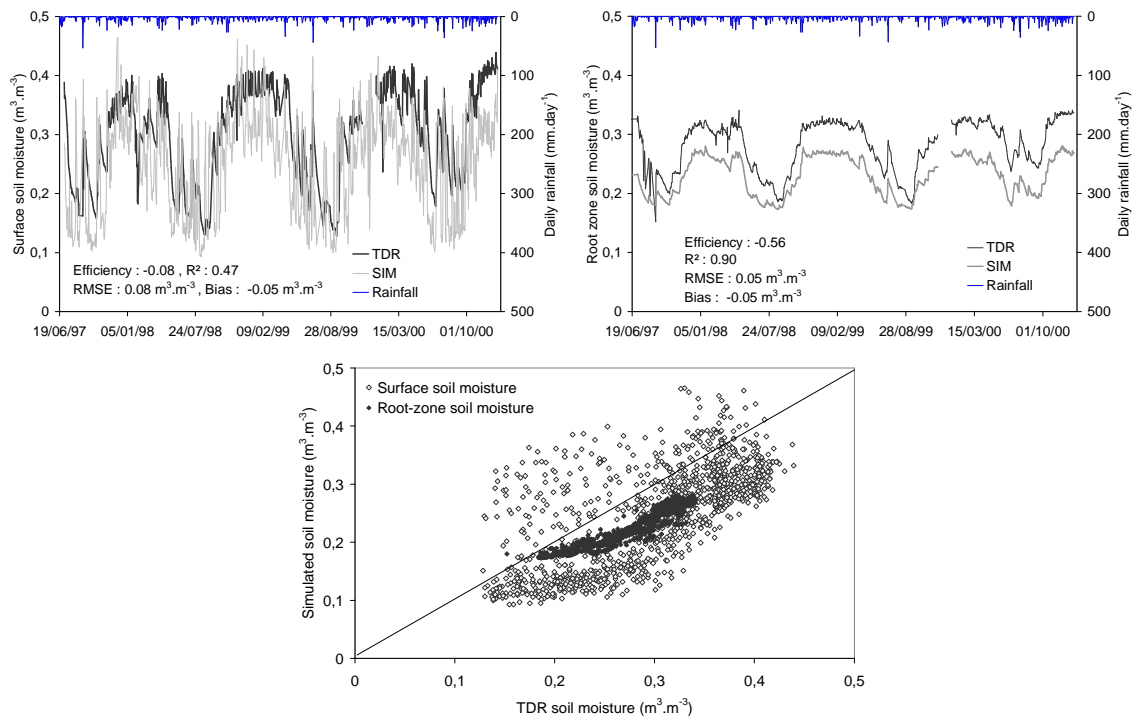 0,5
0,4
0,3
0,2
0,1
0
Surface soil moisture (m³.m⁻³)
0
100
200
300
400
500
Daily rainfall (mm.day⁻¹)
Efficiency : -0.08 , R² : 0.47
RMSE : 0.08 m³.m⁻³ , Bias : -0.05 m³.m⁻³
TDR
SIM
Rainfall
19/06/97 05/01/98 24/07/98 09/02/99 28/08/99 15/03/00 01/10/00
0,5
0,4
0,3
0,2
0,1
0
Root zone soil moisture (m³.m⁻³)
0
100
200
300
400
500
Daily rainfall (mm.day⁻¹)
Efficiency : -0.56
R² : 0.90
RMSE : 0.05 m³.m⁻³
Bias : -0.05 m³.m⁻³
TDR
SIM
Rainfall
19/06/97 05/01/98 24/07/98 09/02/99 28/08/99 15/03/00 01/10/00
0,5
0,4
0,3
0,2
0,1
0
Simulated soil moisture (m³.m⁻³)
Surface soil moisture
Root-zone soil moisture
0 0,1 0,2 0,3 0,4 0,5
TDR soil moisture (m³.m⁻³)